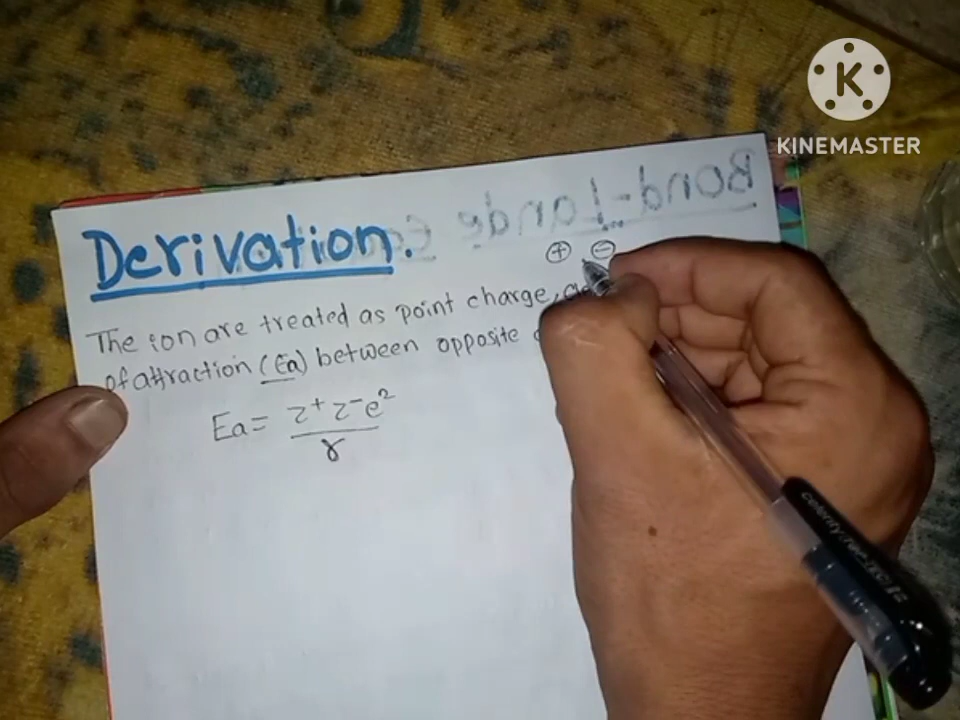 KINEMASTER
Derivation.
⊕ ⊖
The ion are treated as point charge,
of attraction (Ea) between opposite
Ea = z⁺ z⁻ e² / r